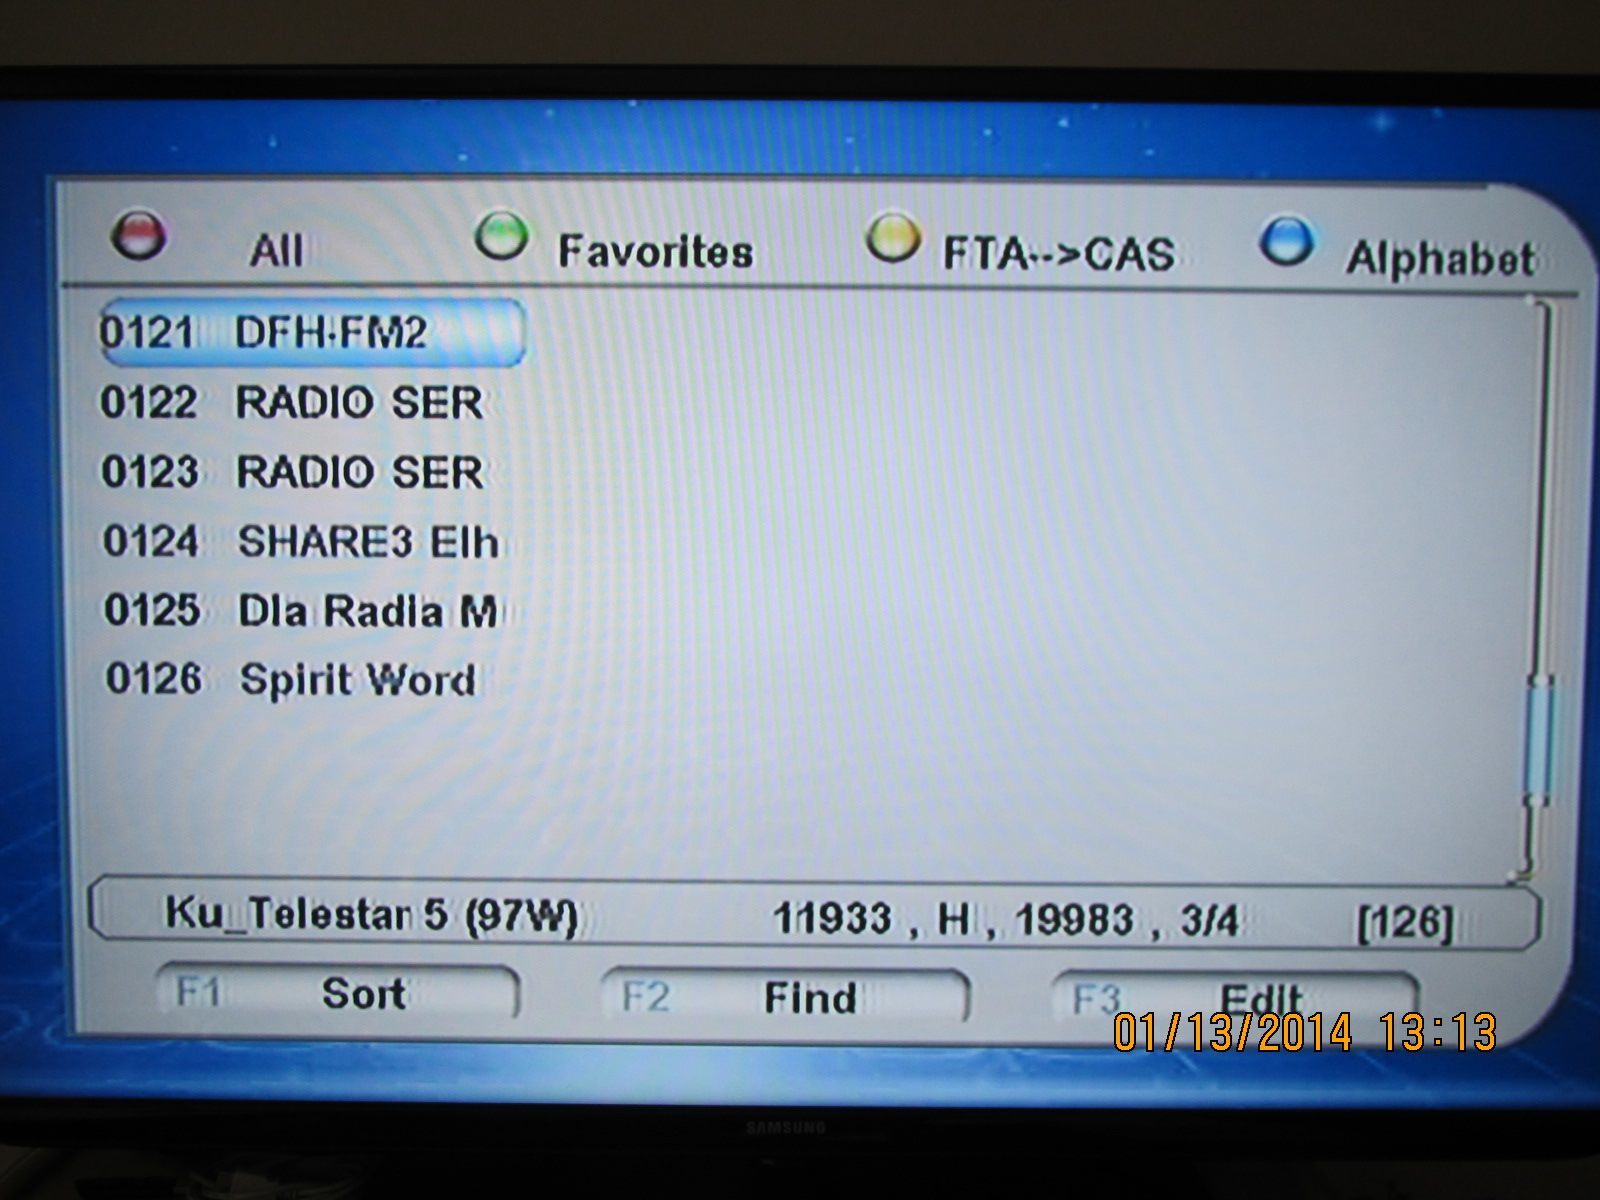 All Favorites FTA-->CAS Alphabet
0121 DFH-FM2
0122 RADIO SER
0123 RADIO SER
0124 SHARE3 Elh
0125 Dla Radla M
0126 Spirit Word
Ku_Telestar 5 (97W) 11933 , H , 19983 , 3/4 [126]
F1 Sort F2 Find F3 Edit
01/13/2014 13:13
SAMSUNG